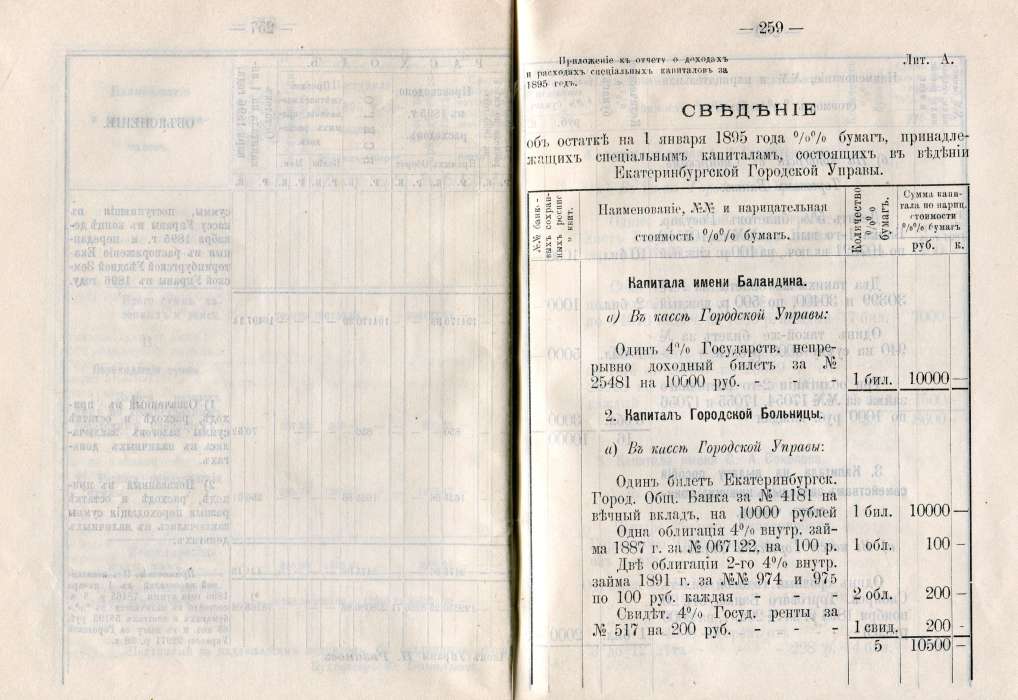 — 259 —
Приложеніе къ отчету о доходахъ
и расходахъ спеціальныхъ капиталовъ за
1895 годъ.
Лит. А.
СВѢДѢНІЕ
объ остаткѣ на 1 января 1895 года %% бумагъ, принадле-
жащихъ спеціальнымъ капиталамъ, состоящихъ въ вѣдѣніи
Екатеринбургской Городской Управы.
№№ банк.-
выхъ сохран-
ныхъ роспис
и квит.
Наименованіе, №№ и нарицательная
стоимость %% бумагъ.
Количество
%%
бумагъ.
Сумма капи-
тала по нариц.
стоимости
%% бумагъ
руб. к.
Капитала имени Баландина.
а) Въ кассѣ Городской Управы:
Одинъ 4% Государств. непре-
рывно доходный билетъ за №
25481 на 10000 руб. - - - 1 бил. 10000 —
2. Капиталъ Городской Больницы.
а) Въ кассѣ Городской Управы:
Одинъ билетъ Екатеринбургск.
Город. Общ. Банка за № 4181 на
вѣчный вкладъ, на 10000 рублей 1 бил. 10000 —
Одна облигація 4% внутр. зай-
ма 1887 г. за № 067122, на 100 р. 1 обл. 100 —
Двѣ облигаціи 2-го 4% внутр.
займа 1891 г. за №№ 974 и 975
по 100 руб. каждая - - - 2 обл. 200 —
Свидѣт. 4% Госуд. ренты за
№ 517 на 200 руб. - - - - 1 свид. 200 -
5 10500 —